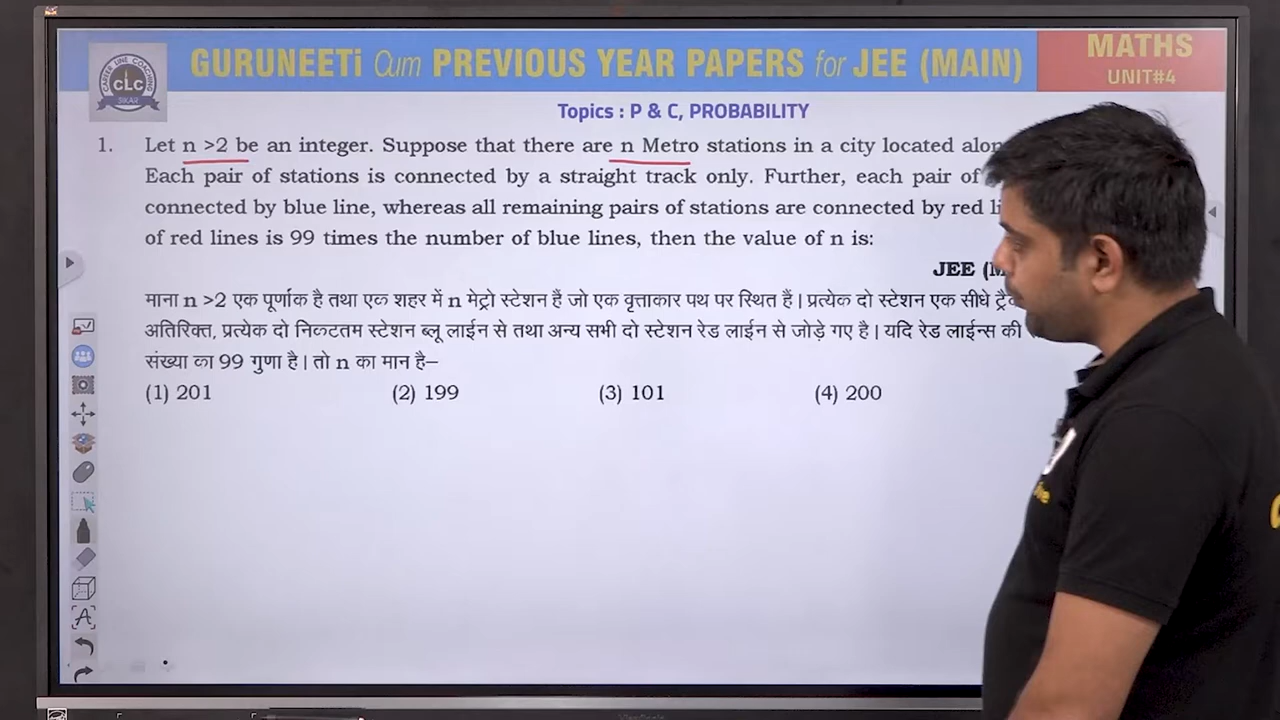 GURUNEETi Cum PREVIOUS YEAR PAPERS for JEE (MAIN)
MATHS
UNIT#4
CAREER LINE COACHING
CLC
SIKAR
Topics : P & C, PROBABILITY
1. Let n >2 be an integer. Suppose that there are n Metro stations in a city located
Each pair of stations is connected by a straight track only. Further, each pair of
connected by blue line, whereas all remaining pairs of stations are connected by red
of red lines is 99 times the number of blue lines, then the value of n is:
JEE
माना n >2 एक पूर्णाक है तथा एक शहर में n मेट्रो स्टेशन हैं जो एक वृत्ताकार पथ पर स्थित हैं। प्रत्येक दो स्टेशन एक सीधे
अतिरिक्त, प्रत्येक दो निकटतम स्टेशन ब्लू लाईन से तथा अन्य सभी दो स्टेशन रेड लाईन से जोड़े गए है। यदि रेड लाईन्स की
संख्या का 99 गुणा है। तो n का मान है–
(1) 201 (2) 199 (3) 101 (4) 200